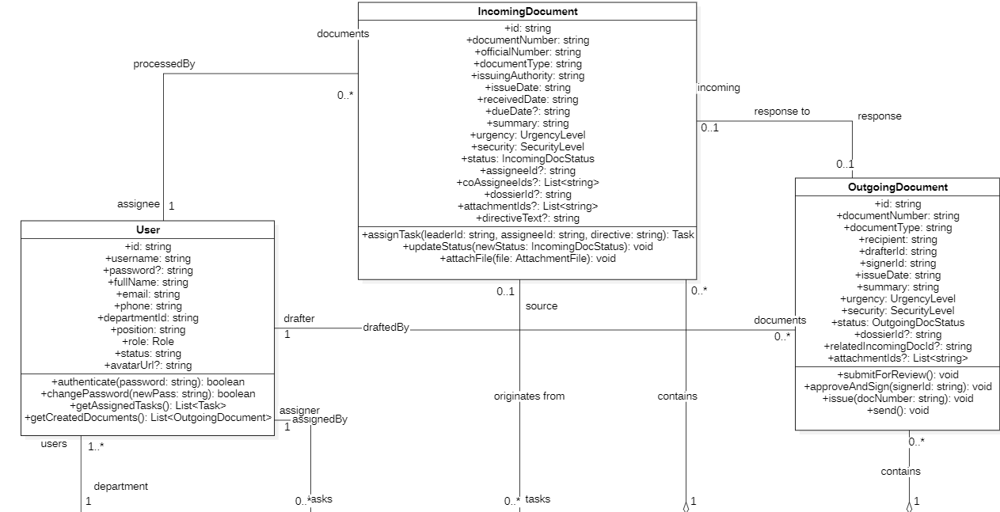 IncomingDocument
+id: string
+documentNumber: string
+officialNumber: string
+documentType: string
+issuingAuthority: string
+issueDate: string
+receivedDate: string
+dueDate?: string
+summary: string
+urgency: UrgencyLevel
+security: SecurityLevel
+status: IncomingDocStatus
+assigneeId?: string
+coAssigneeIds?: List<string>
+dossierId?: string
+attachmentIds?: List<string>
+directiveText?: string
+assignTask(leaderId: string, assigneeId: string, directive: string): Task
+updateStatus(newStatus: IncomingDocStatus): void
+attachFile(file: AttachmentFile): void
documents
processedBy
0..*
assignee
1
incoming
response to
response
0..1
0..1
User
+id: string
+username: string
+password?: string
+fullName: string
+email: string
+phone: string
+departmentId: string
+position: string
+role: Role
+status: string
+avatarUrl?: string
+authenticate(password: string): boolean
+changePassword(newPass: string): boolean
+getAssignedTasks(): List<Task>
+getCreatedDocuments(): List<OutgoingDocument>
OutgoingDocument
+id: string
+documentNumber: string
+documentType: string
+recipient: string
+drafterId: string
+signerId: string
+issueDate: string
+summary: string
+urgency: UrgencyLevel
+security: SecurityLevel
+status: OutgoingDocStatus
+dossierId?: string
+relatedIncomingDocId?: string
+attachmentIds?: List<string>
+submitForReview(): void
+approveAndSign(signerId: string): void
+issue(docNumber: string): void
+send(): void
0..1
source
0..*
drafter
1
draftedBy
documents
0..*
originates from
contains
assigner
1
assignedBy
users
1..*
department
1
0..*
asks
0..*
tasks
1
0..*
contains
1